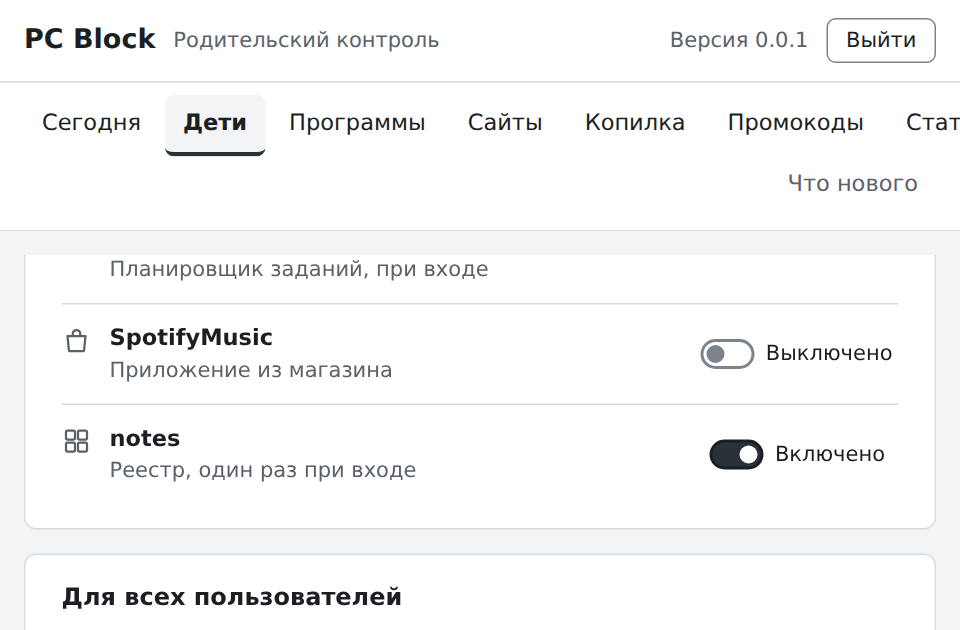 PC Block Родительский контроль Версия 0.0.1 Выйти
Сегодня Дети Программы Сайты Копилка Промокоды Стат
Что нового
Планировщик заданий, при входе
SpotifyMusic
Приложение из магазина
Выключено
notes
Реестр, один раз при входе
Включено
Для всех пользователей